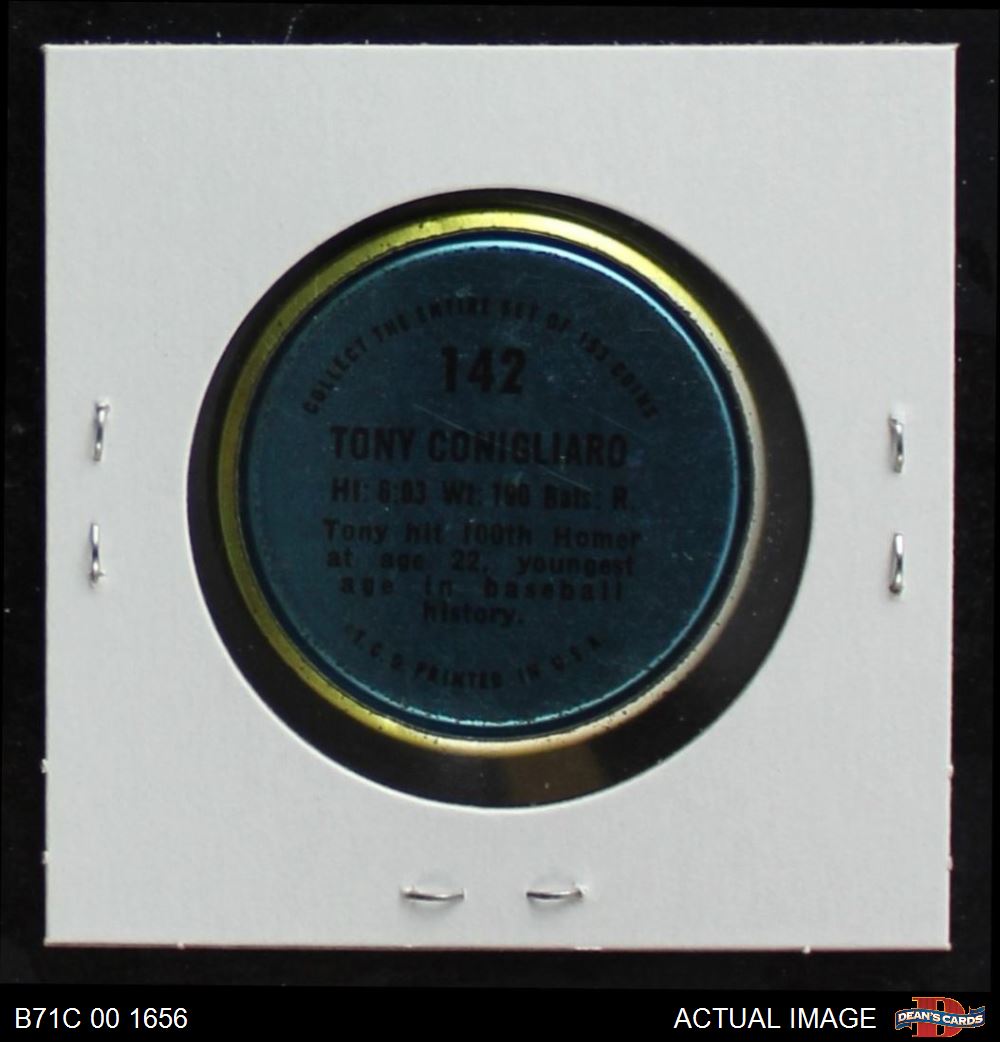 COLLECT THE ENTIRE SET OF 153 COINS
142
TONY CONIGLIARO
Ht: 6:03 Wt: 190 Bats: R.
Tony hit 100th Homer
at age 22, youngest
age in baseball
history.
T.C.G. PRINTED IN U.S.A.
B71C 00 1656
ACTUAL IMAGE
DEAN'S CARDS